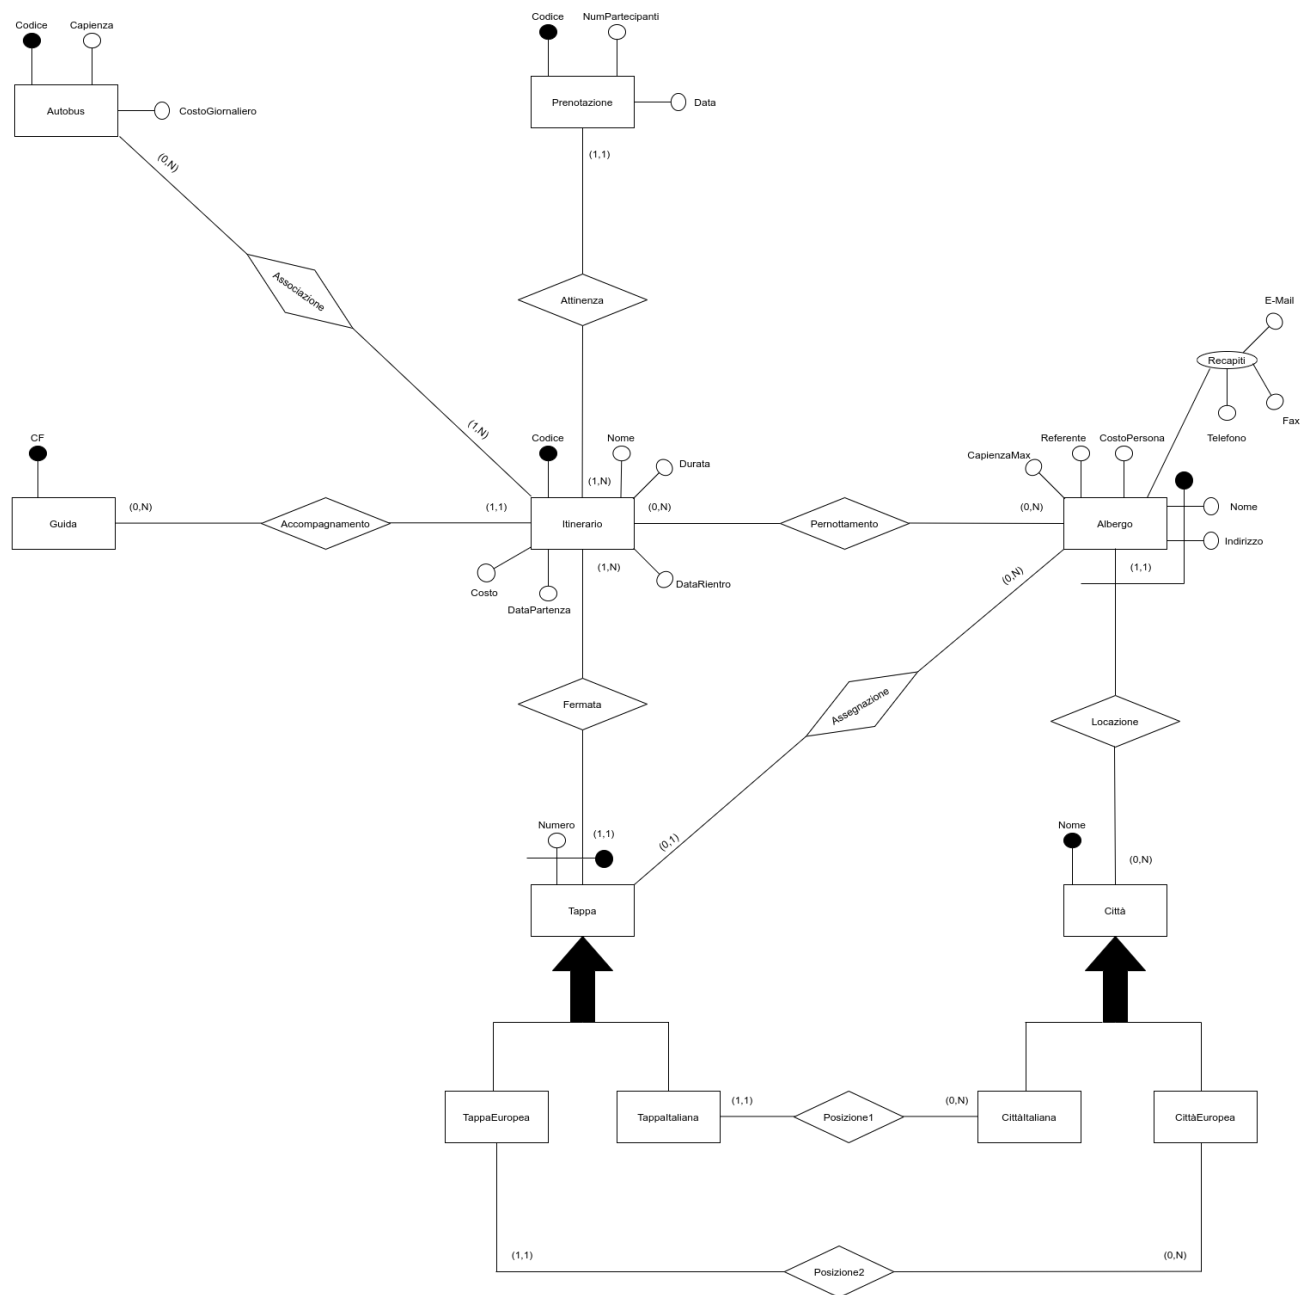 Codice
Capienza
Autobus
CostoGiornaliero
(0,N)
Codice
NumPartecipanti
Prenotazione
Data
(1,1)
Associazione
Attinenza
E-Mail
Recapiti
Telefono
Fax
(1,N)
CF
Guida
(0,N)
Accompagnamento
(1,1)
Codice
Nome
Durata
(1,N)
(0,N)
Itinerario
Costo
DataPartenza
(1,N)
DataRientro
Pernottamento
(0,N)
CapienzaMax
Referente
CostoPersona
Albergo
Nome
Indirizzo
(1,1)
(0,N)
Fermata
Assegnazione
Locazione
Numero
(1,1)
(0,1)
Nome
(0,N)
Tappa
Città
TappaEuropea
TappaItaliana
(1,1)
Posizione1
(0,N)
CittàItaliana
CittàEuropea
(1,1)
Posizione2
(0,N)